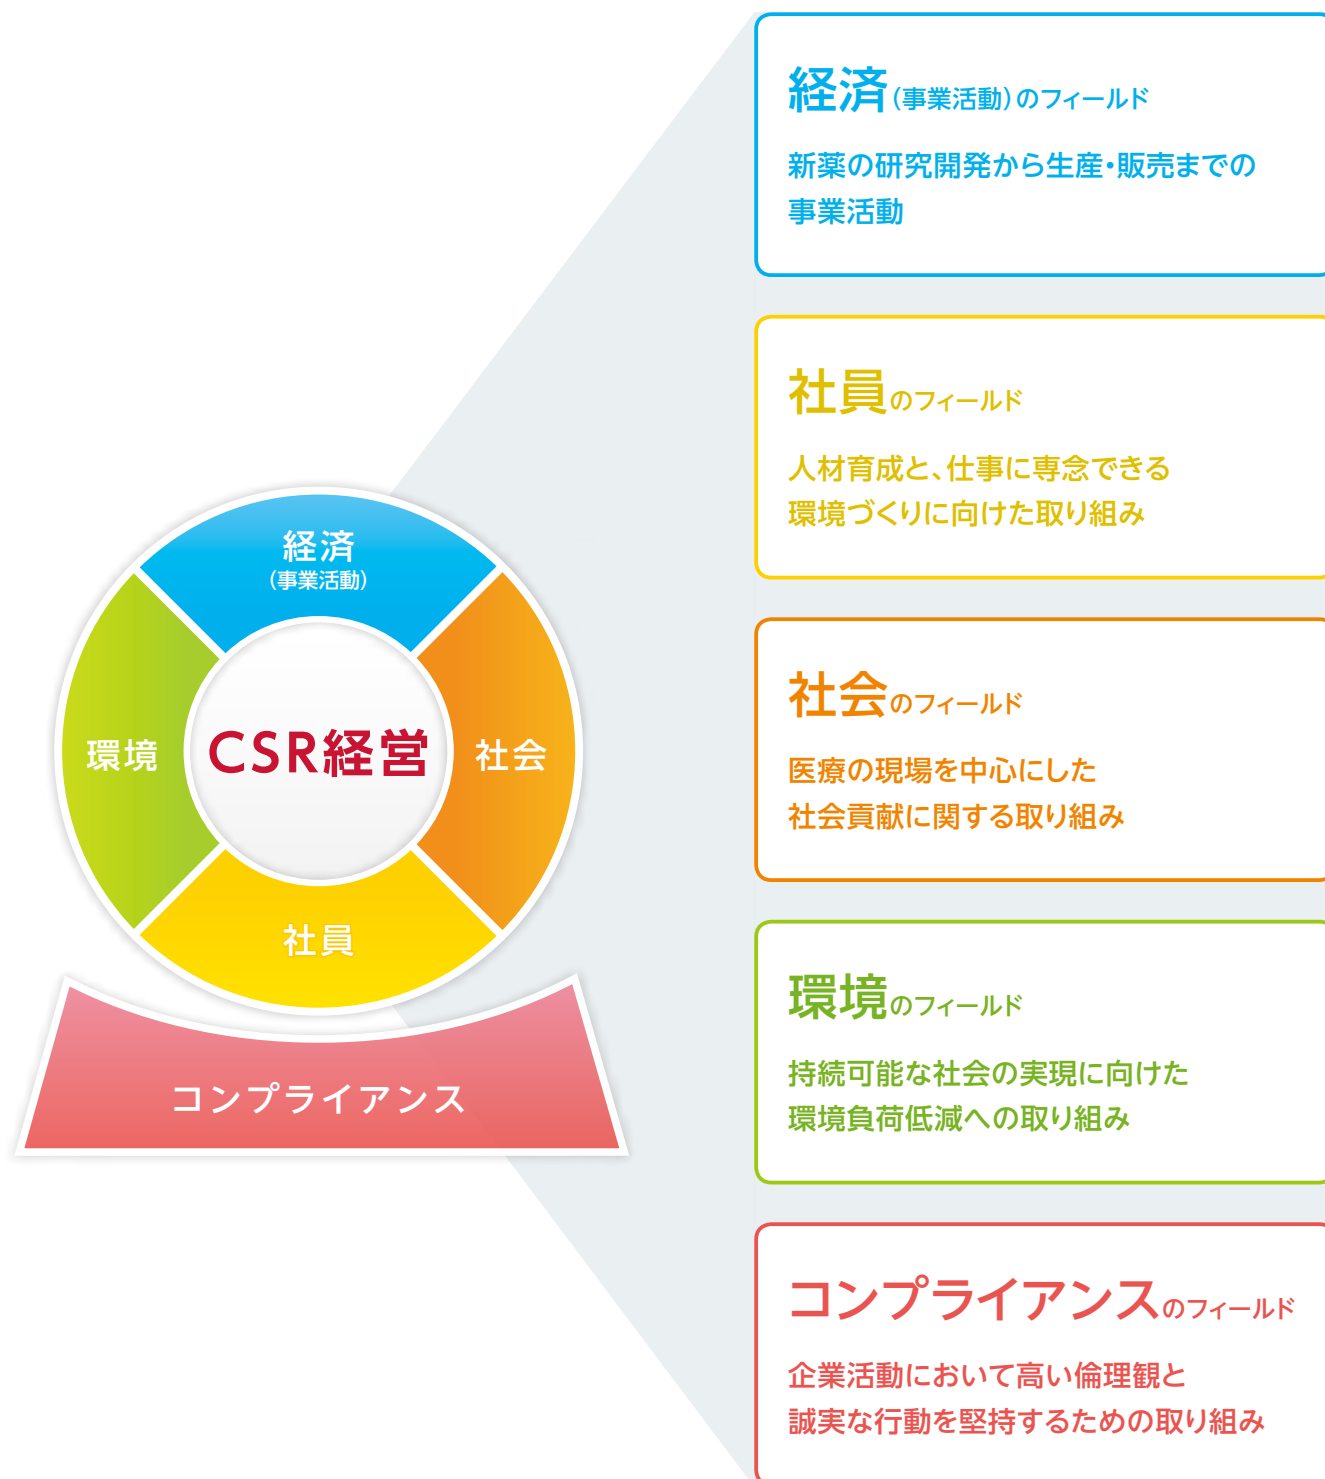 経済
(事業活動)
環境
CSR経営
社会
社員
コンプライアンス
経済(事業活動)のフィールド
新薬の研究開発から生産・販売までの
事業活動
社員のフィールド
人材育成と、仕事に専念できる
環境づくりに向けた取り組み
社会のフィールド
医療の現場を中心にした
社会貢献に関する取り組み
環境のフィールド
持続可能な社会の実現に向けた
環境負荷低減への取り組み
コンプライアンスのフィールド
企業活動において高い倫理観と
誠実な行動を堅持するための取り組み